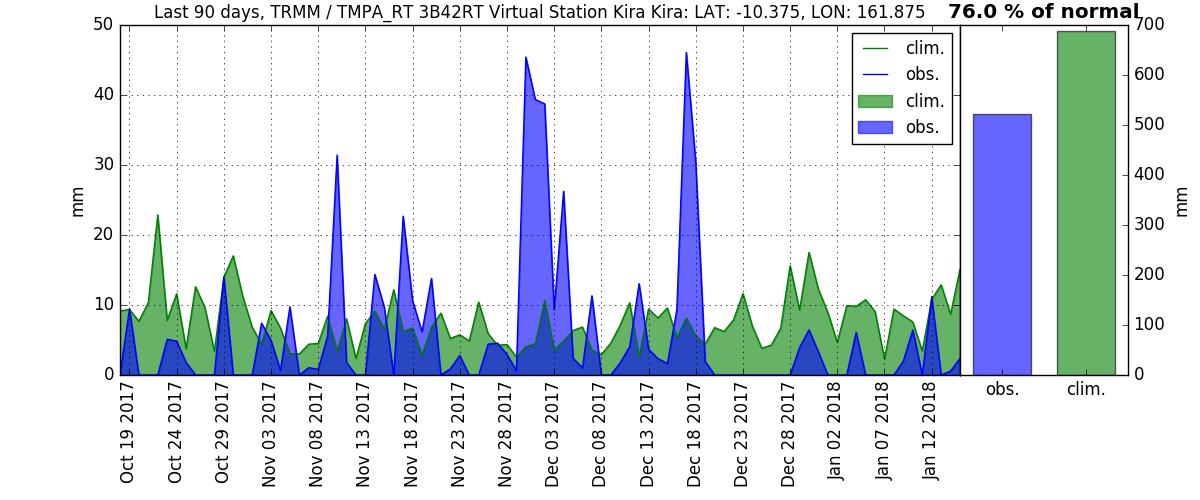 Last 90 days, TRMM / TMPA_RT 3B42RT Virtual Station Kira Kira: LAT: -10.375, LON: 161.875
76.0 % of normal
mm
50
40
30
20
10
0
clim.
obs.
clim.
obs.
Oct 19 2017
Oct 24 2017
Oct 29 2017
Nov 03 2017
Nov 08 2017
Nov 13 2017
Nov 18 2017
Nov 23 2017
Nov 28 2017
Dec 03 2017
Dec 08 2017
Dec 13 2017
Dec 18 2017
Dec 23 2017
Dec 28 2017
Jan 02 2018
Jan 07 2018
Jan 12 2018
700
600
500
400
300
200
100
0
mm
obs.
clim.